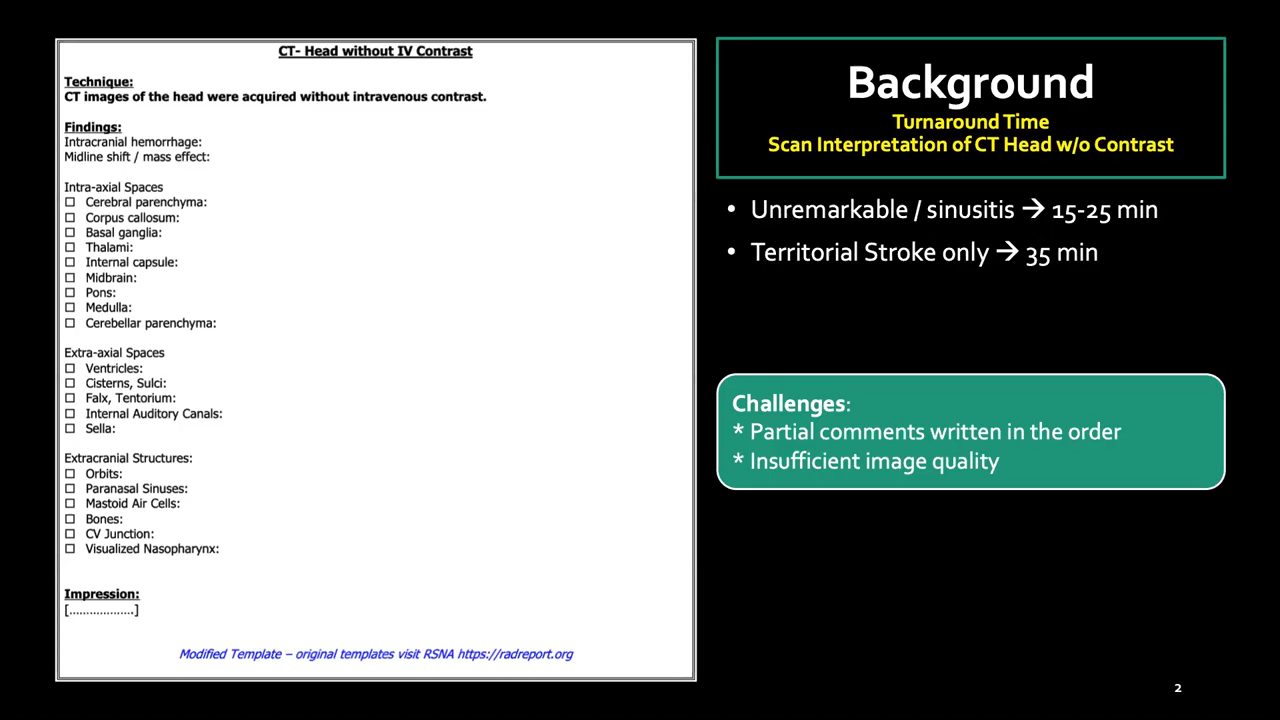 CT- Head without IV Contrast
Technique:
CT images of the head were acquired without intravenous contrast.
Findings:
Intracranial hemorrhage:
Midline shift / mass effect:
Intra-axial Spaces
☐ Cerebral parenchyma:
☐ Corpus callosum:
☐ Basal ganglia:
☐ Thalami:
☐ Internal capsule:
☐ Midbrain:
☐ Pons:
☐ Medulla:
☐ Cerebellar parenchyma:
Extra-axial Spaces
☐ Ventricles:
☐ Cisterns, Sulci:
☐ Falx, Tentorium:
☐ Internal Auditory Canals:
☐ Sella:
Extracranial Structures:
☐ Orbits:
☐ Paranasal Sinuses:
☐ Mastoid Air Cells:
☐ Bones:
☐ CV Junction:
☐ Visualized Nasopharynx:
Impression:
[...................]
Modified Template – original templates visit RSNA https://radreport.org
Background
Turnaround Time
Scan Interpretation of CT Head w/o Contrast
• Unremarkable / sinusitis → 15-25 min
• Territorial Stroke only → 35 min
Challenges:
* Partial comments written in the order
* Insufficient image quality
2